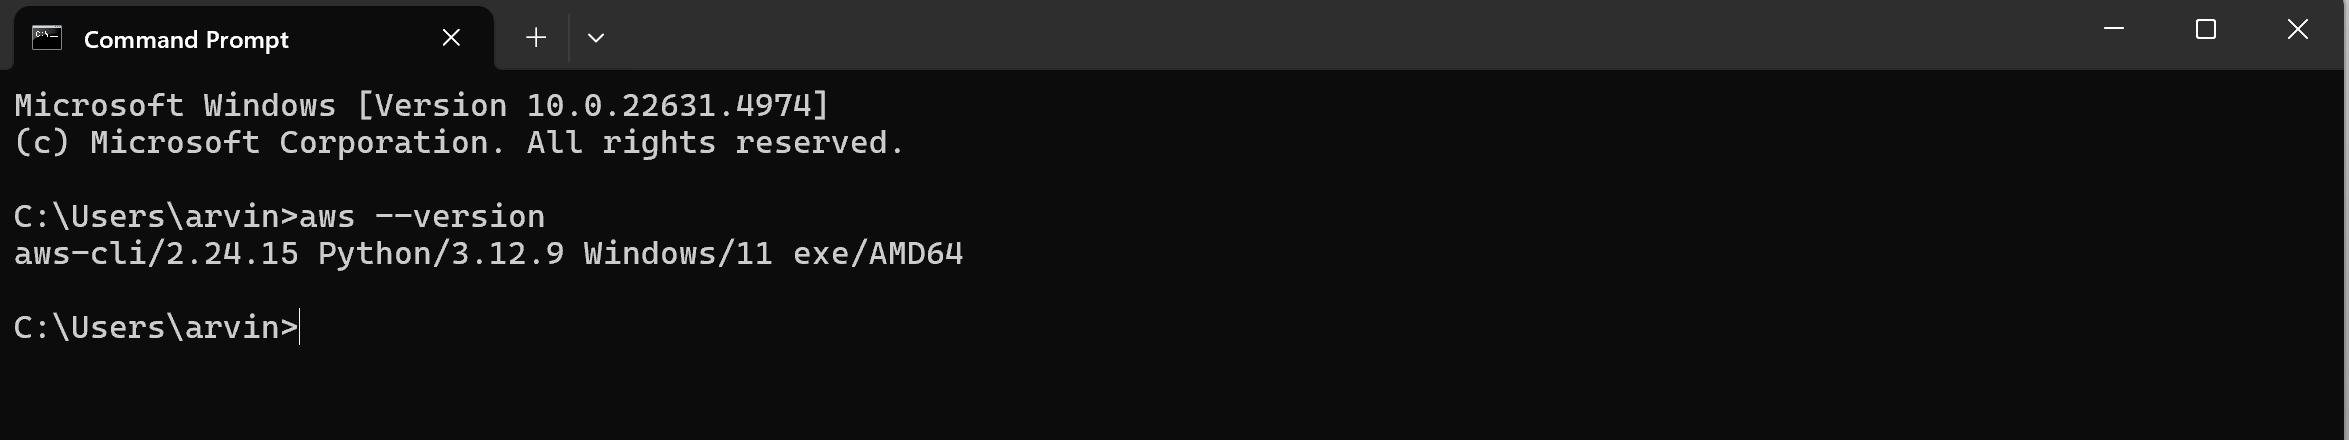 Command Prompt
Microsoft Windows [Version 10.0.22631.4974]
(c) Microsoft Corporation. All rights reserved.
C:\Users\arvin>aws --version
aws-cli/2.24.15 Python/3.12.9 Windows/11 exe/AMD64
C:\Users\arvin>